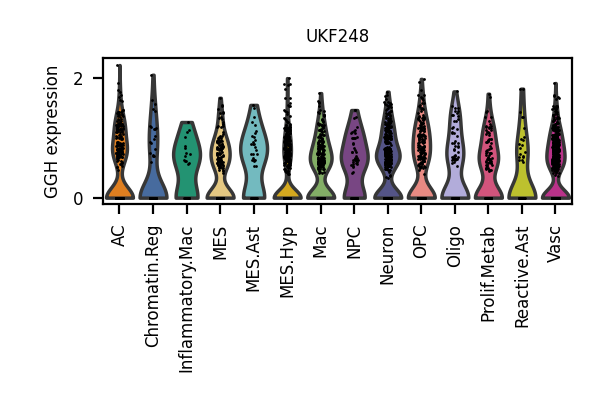 UKF248
GGH expression
2
0
AC
Chromatin.Reg
Inflammatory.Mac
MES
MES.Ast
MES.Hyp
Mac
NPC
Neuron
OPC
Oligo
Prolif.Metab
Reactive.Ast
Vasc